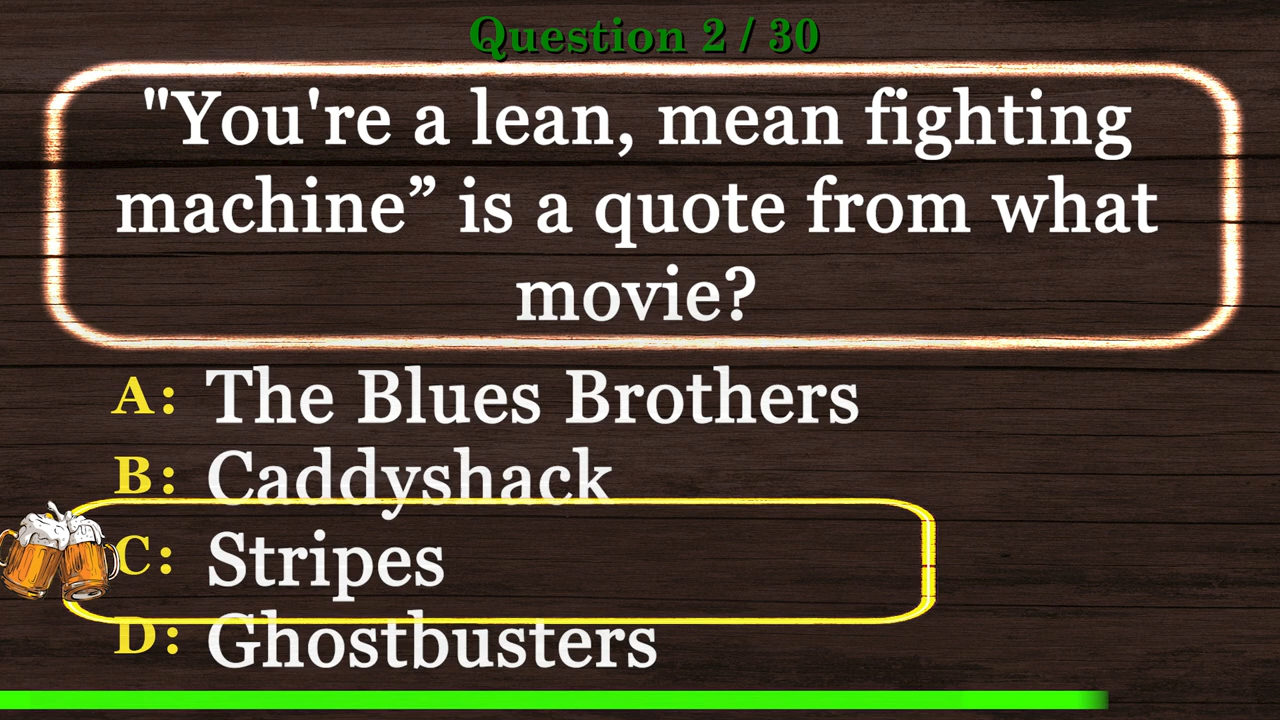 Question 2 / 30
"You're a lean, mean fighting
machine” is a quote from what
movie?
A: The Blues Brothers
B: Caddyshack
C: Stripes
D: Ghostbusters